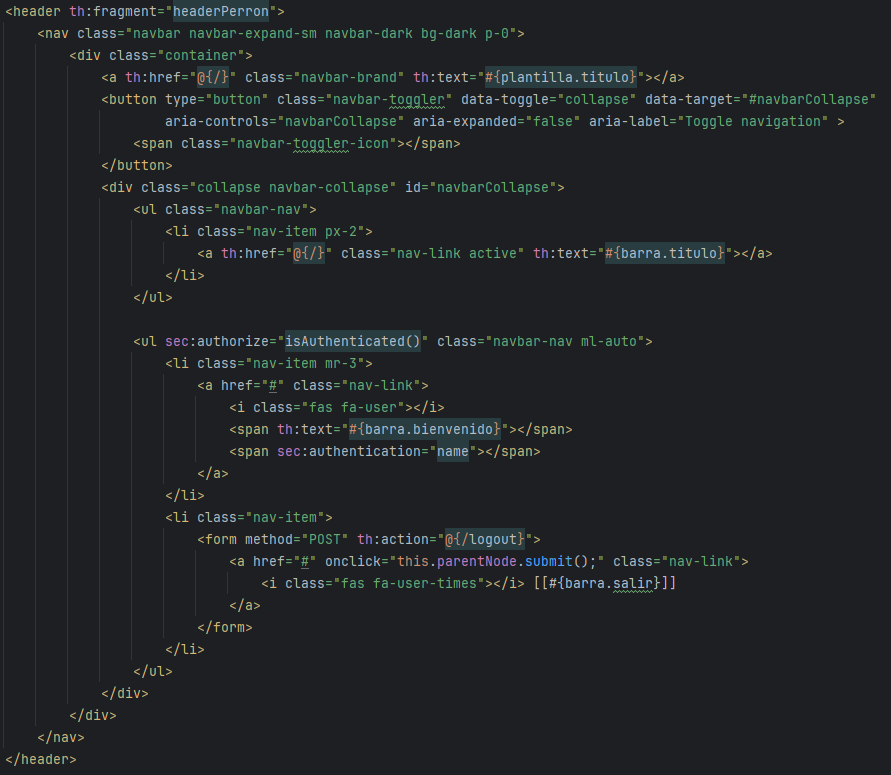 <header th:fragment="headerPerron">
<nav class="navbar navbar-expand-sm navbar-dark bg-dark p-0">
<div class="container">
<a th:href="@{/}" class="navbar-brand" th:text="#{plantilla.titulo}"></a>
<button type="button" class="navbar-toggler" data-toggle="collapse" data-target="#navbarCollapse"
aria-controls="navbarCollapse" aria-expanded="false" aria-label="Toggle navigation" >
<span class="navbar-toggler-icon"></span>
</button>
<div class="collapse navbar-collapse" id="navbarCollapse">
<ul class="navbar-nav">
<li class="nav-item px-2">
<a th:href="@{/}" class="nav-link active" th:text="#{barra.titulo}"></a>
</li>
</ul>
<ul sec:authorize="isAuthenticated()" class="navbar-nav ml-auto">
<li class="nav-item mr-3">
<a href="#" class="nav-link">
<i class="fas fa-user"></i>
<span th:text="#{barra.bienvenido}"></span>
<span sec:authentication="name"></span>
</a>
</li>
<li class="nav-item">
<form method="POST" th:action="@{/logout}">
<a href="#" onclick="this.parentNode.submit();" class="nav-link">
<i class="fas fa-user-times"></i> [[#{barra.salir}]]
</a>
</form>
</li>
</ul>
</div>
</div>
</nav>
</header>